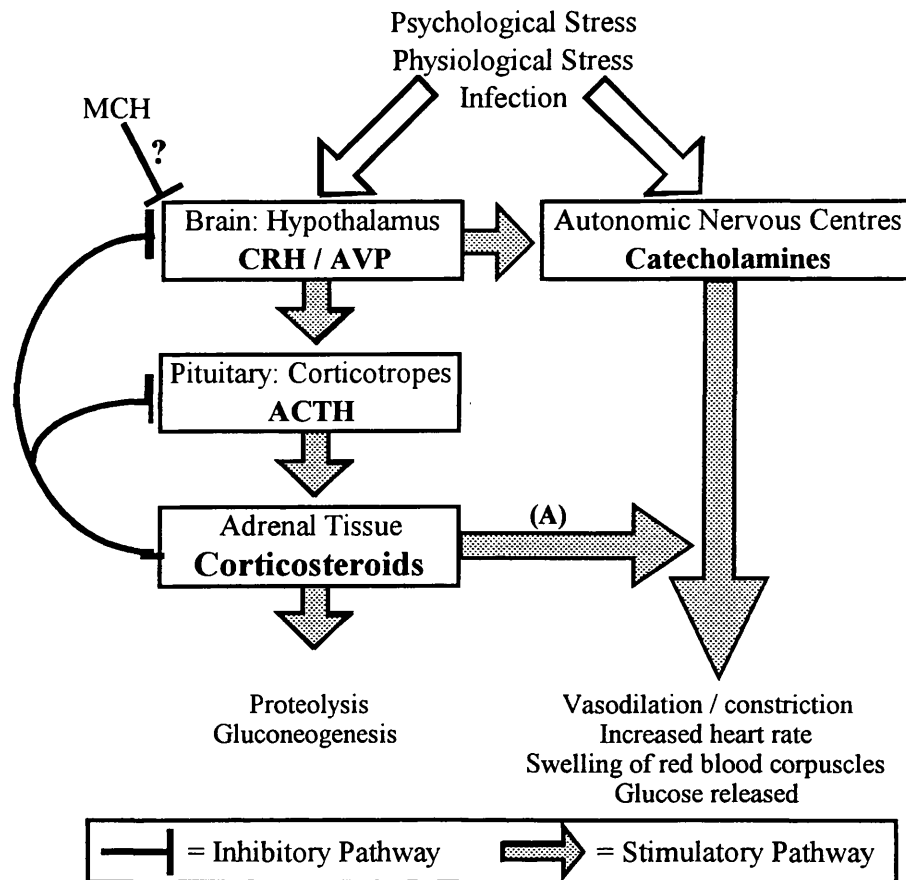 Psychological Stress
Physiological Stress
Infection
MCH
?
Brain: Hypothalamus
CRH / AVP
Autonomic Nervous Centres
Catecholamines
Pituitary: Corticotropes
ACTH
Adrenal Tissue
Corticosteroids
(A)
Proteolysis
Gluconeogenesis
Vasodilation / constriction
Increased heart rate
Swelling of red blood corpuscles
Glucose released
= Inhibitory Pathway
= Stimulatory Pathway